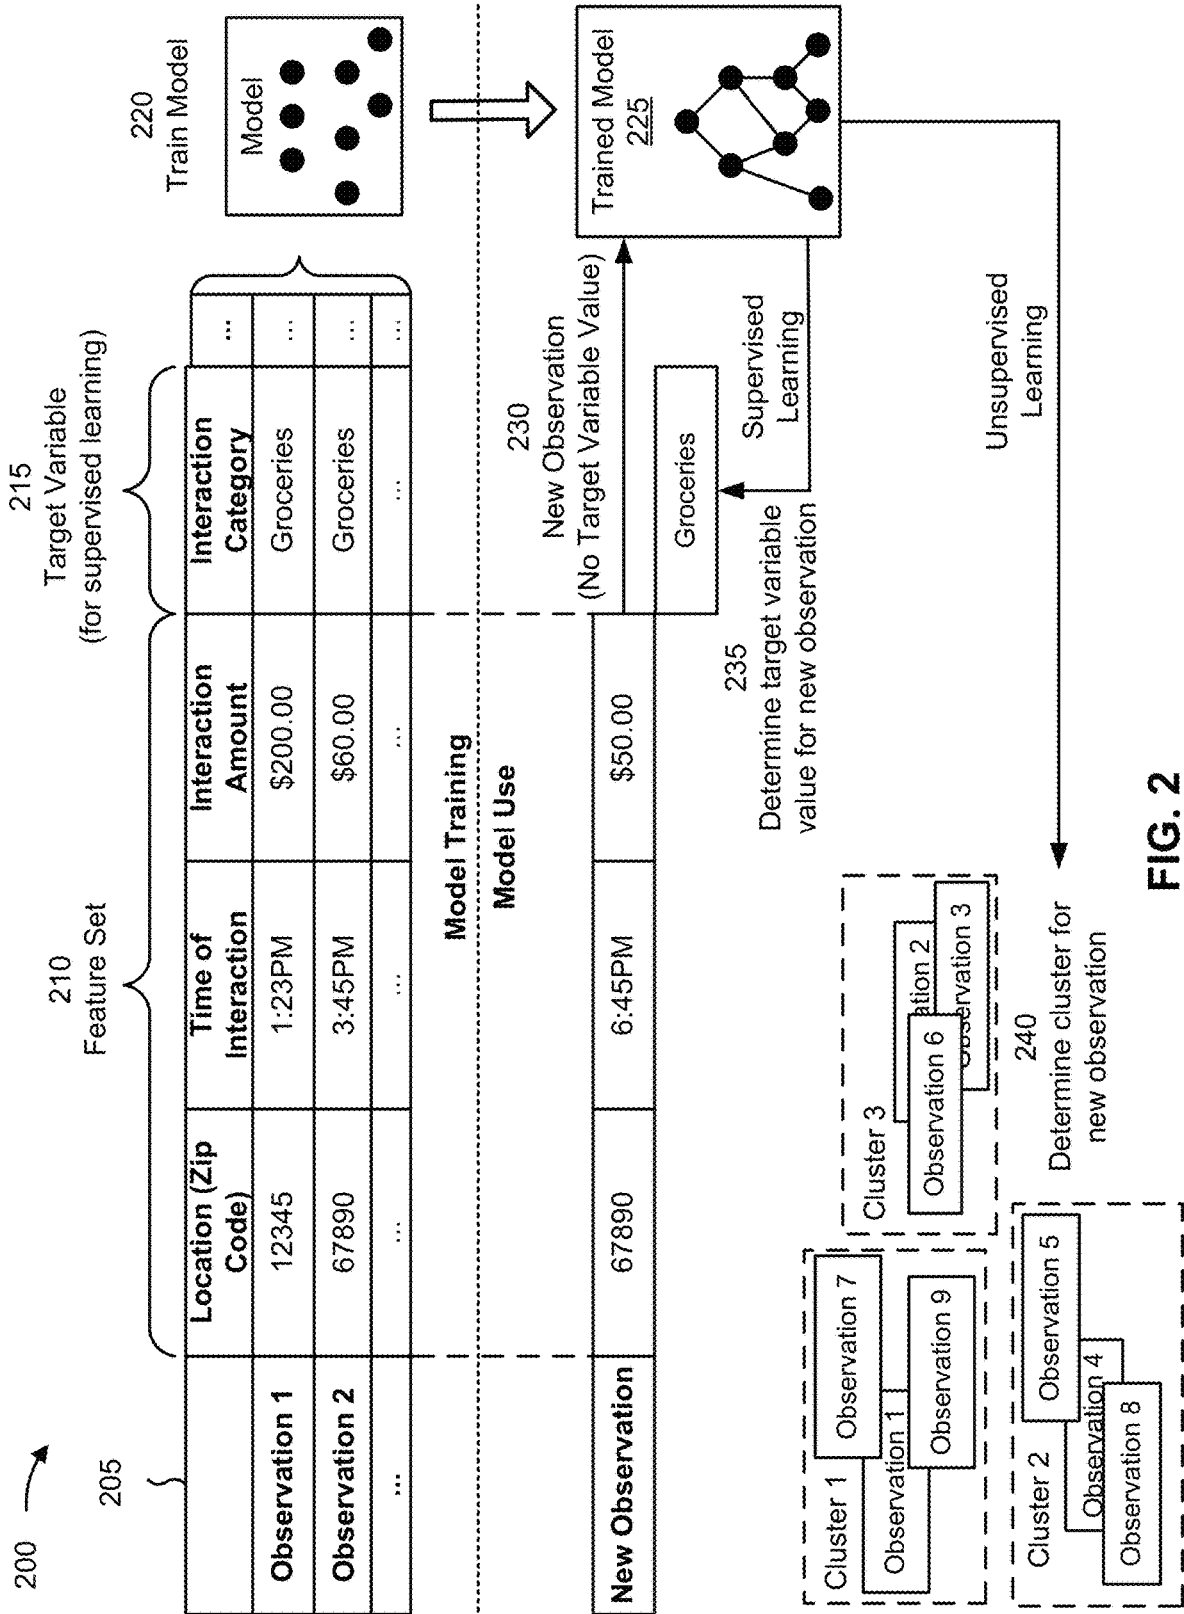 200
205
210
Feature Set
215
Target Variable
(for supervised learning)
220
Train Model
Location (Zip
Code)
Time of
Interaction
Interaction
Amount
Interaction
Category
...
Observation 1
12345
1:23PM
$200.00
Groceries
...
Observation 2
67890
3:45PM
$60.00
Groceries
...
...
...
...
...
...
...
Model
Model Training
Model Use
New Observation
67890
6:45PM
$50.00
230
New Observation
(No Target Variable Value)
Trained Model
225
Groceries
Supervised
Learning
235
Determine target variable
value for new observation
Unsupervised
Learning
Cluster 1
Observation 7
Observation 1
Observation 9
Cluster 2
Observation 5
Observation 4
Observation 8
Cluster 3
ation 2
Observation 6
bservation 3
240
Determine cluster for
new observation
FIG. 2